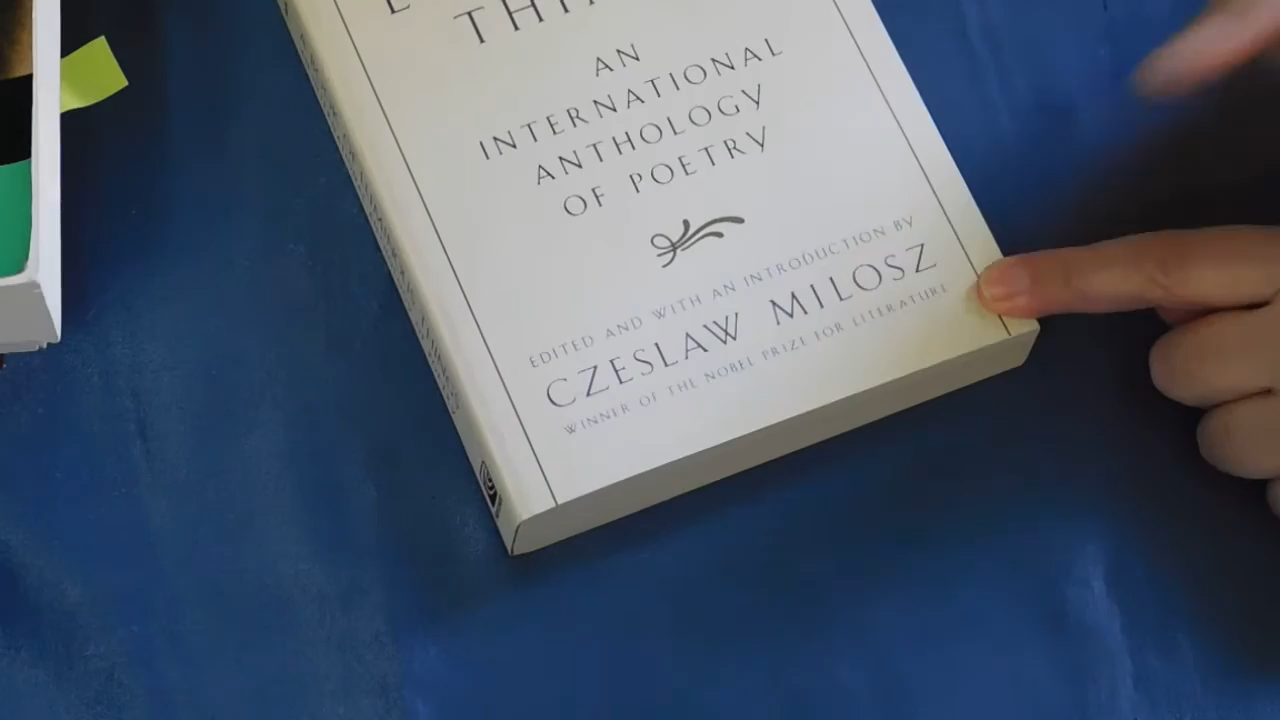 AN
INTERNATIONAL
ANTHOLOGY
OF POETRY
EDITED AND WITH AN INTRODUCTION BY
CZESLAW MILOSZ
WINNER OF THE NOBEL PRIZE FOR LITERATURE